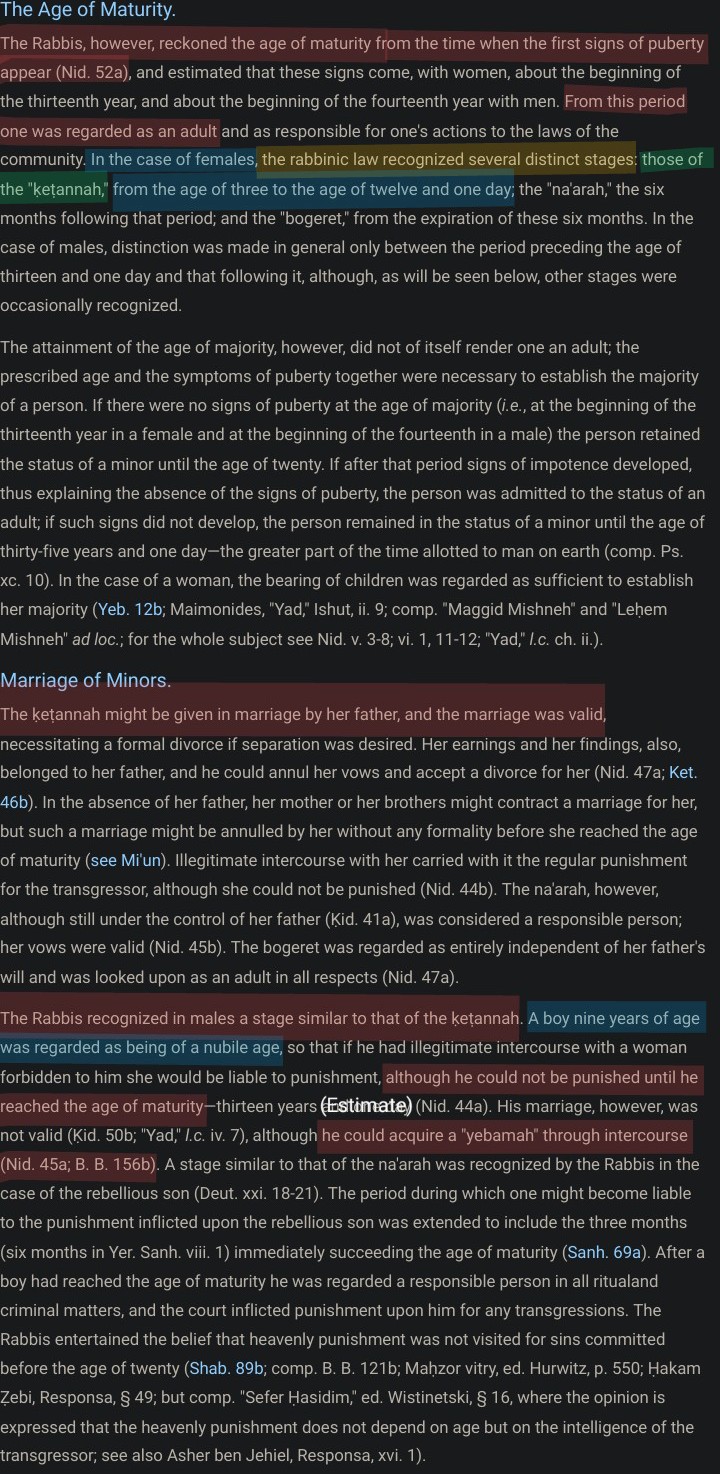 The Age of Maturity.
The Rabbis, however, reckoned the age of maturity from the time when the first signs of puberty
appear (Nid. 52a), and estimated that these signs come, with women, about the beginning of
the thirteenth year, and about the beginning of the fourteenth year with men. From this period
one was regarded as an adult and as responsible for one's actions to the laws of the
community. In the case of females, the rabbinic law recognized several distinct stages: those of
the "ḳeṭannah," from the age of three to the age of twelve and one day; the "na'arah," the six
months following that period; and the "bogeret," from the expiration of these six months. In the
case of males, distinction was made in general only between the period preceding the age of
thirteen and one day and that following it, although, as will be seen below, other stages were
occasionally recognized.
The attainment of the age of majority, however, did not of itself render one an adult; the
prescribed age and the symptoms of puberty together were necessary to establish the majority
of a person. If there were no signs of puberty at the age of majority (i.e., at the beginning of the
thirteenth year in a female and at the beginning of the fourteenth in a male) the person retained
the status of a minor until the age of twenty. If after that period signs of impotence developed,
thus explaining the absence of the signs of puberty, the person was admitted to the status of an
adult; if such signs did not develop, the person remained in the status of a minor until the age of
thirty-five years and one day—the greater part of the time allotted to man on earth (comp. Ps.
xc. 10). In the case of a woman, the bearing of children was regarded as sufficient to establish
her majority (Yeb. 12b; Maimonides, "Yad," Ishut, ii. 9; comp. "Maggid Mishneh" and "Leḥem
Mishneh" ad loc.; for the whole subject see Nid. v. 3-8; vi. 1, 11-12; "Yad," l.c. ch. ii.).
Marriage of Minors.
The ḳeṭannah might be given in marriage by her father, and the marriage was valid,
necessitating a formal divorce if separation was desired. Her earnings and her findings, also,
belonged to her father, and he could annul her vows and accept a divorce for her (Nid. 47a; Ket.
46b). In the absence of her father, her mother or her brothers might contract a marriage for her,
but such a marriage might be annulled by her without any formality before she reached the age
of maturity (see Mi'un). Illegitimate intercourse with her carried with it the regular punishment
for the transgressor, although she could not be punished (Nid. 44b). The na'arah, however,
although still under the control of her father (Ḳid. 41a), was considered a responsible person;
her vows were valid (Nid. 45b). The bogeret was regarded as entirely independent of her father's
will and was looked upon as an adult in all respects (Nid. 47a).
The Rabbis recognized in males a stage similar to that of the ḳeṭannah. A boy nine years of age
was regarded as being of a nubile age, so that if he had illegitimate intercourse with a woman
forbidden to him she would be liable to punishment, although he could not be punished until he
reached the age of maturity—thirteen years (Estimate) (Nid. 44a). His marriage, however, was
not valid (Ḳid. 50b; "Yad," l.c. iv. 7), although he could acquire a "yebamah" through intercourse
(Nid. 45a; B. B. 156b). A stage similar to that of the na'arah was recognized by the Rabbis in the
case of the rebellious son (Deut. xxi. 18-21). The period during which one might become liable
to the punishment inflicted upon the rebellious son was extended to include the three months
(six months in Yer. Sanh. viii. 1) immediately succeeding the age of maturity (Sanh. 69a). After a
boy had reached the age of maturity he was regarded a responsible person in all ritualand
criminal matters, and the court inflicted punishment upon him for any transgressions. The
Rabbis entertained the belief that heavenly punishment was not visited for sins committed
before the age of twenty (Shab. 89b; comp. B. B. 121b; Maḥzor vitry, ed. Hurwitz, p. 550; Ḥakam
Ẓebi, Responsa, § 49; but comp. "Sefer Ḥasidim," ed. Wistinetski, § 16, where the opinion is
expressed that the heavenly punishment does not depend on age but on the intelligence of the
transgressor; see also Asher ben Jehiel, Responsa, xvi. 1).